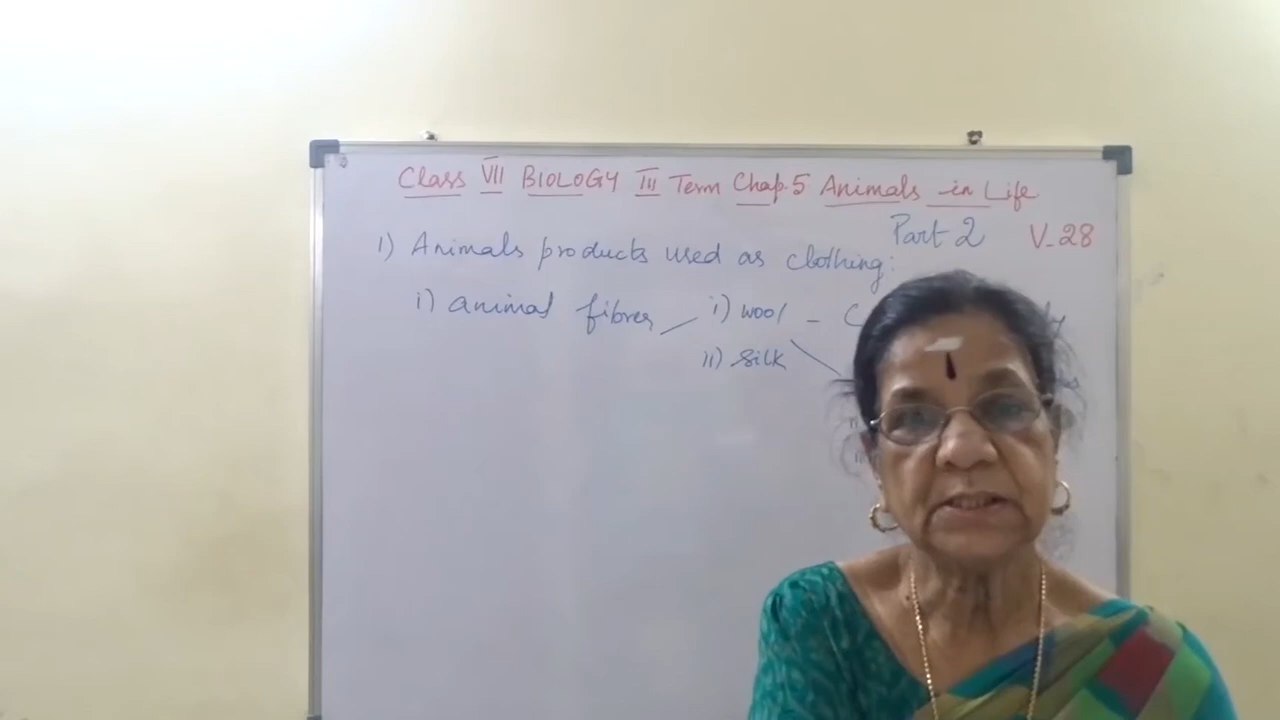 Class VII BIOLOGY III Term Chap.5 Animals in Life
Part 2 V-28
1) Animals products used as clothing:
i) animal fibres i) wool -
ii) silk